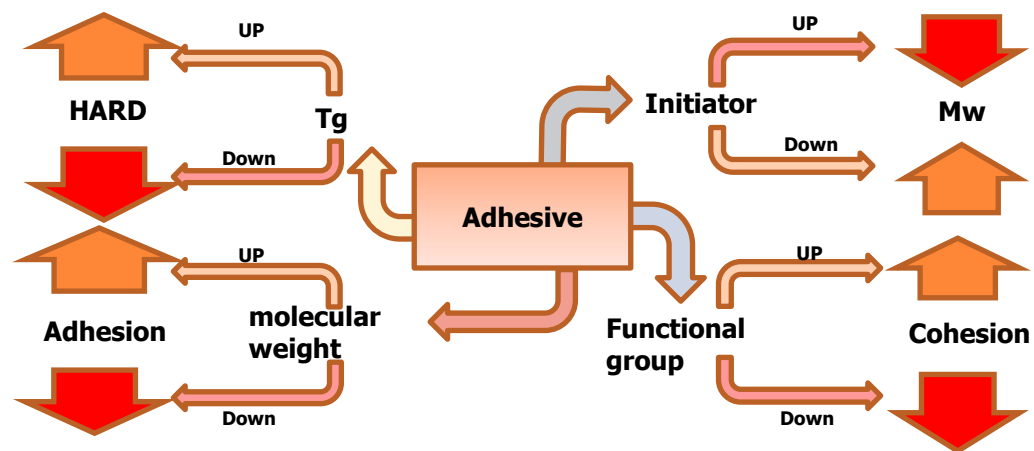 UP
HARD
Tg
Down
UP
Adhesion
molecular
weight
Down
Adhesive
UP
Initiator
Mw
Down
UP
Functional
group
Cohesion
Down